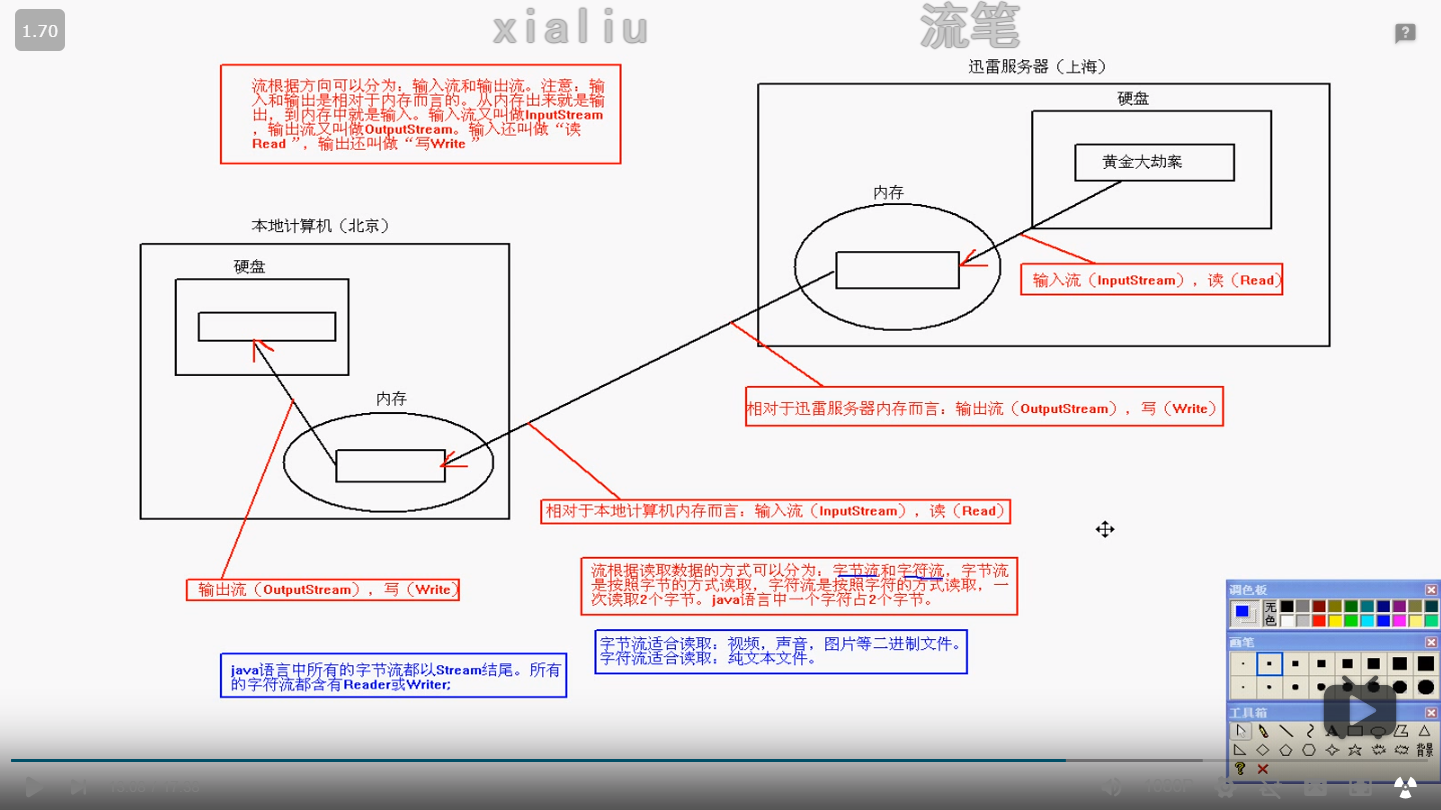 1.70
xialiu
流笔
迅雷服务器（上海）
流根据方向可以分为：输入流和输出流。注意：输
入和输出是相对于内存而言的。从内存出来就是输
出，到内存中就是输入。输入流又叫做InputStream
，输出流又叫做OutputStream。输入还叫做“读
Read ”，输出还叫做“写Write ”
硬盘
黄金大劫案
内存
本地计算机（北京）
硬盘
输入流（InputStream），读（Read）
内存
相对于迅雷服务器内存而言：输出流（OutputStream），写（Write）
相对于本地计算机内存而言：输入流（InputStream），读（Read）
输出流（OutputStream），写（Write）
流根据读取数据的方式可以分为：字节流和字符流，字节流
是按照字节的方式读取，字符流是按照字符的方式读取，一
次读取2个字节。java语言中一个字符占2个字节。
字节流适合读取：视频，声音，图片等二进制文件。
字符流适合读取：纯文本文件。
java语言中所有的字节流都以Stream结尾。所有
的字符流都含有Reader或Writer;
调色板
无
色
画笔
工具箱
背景
1080P